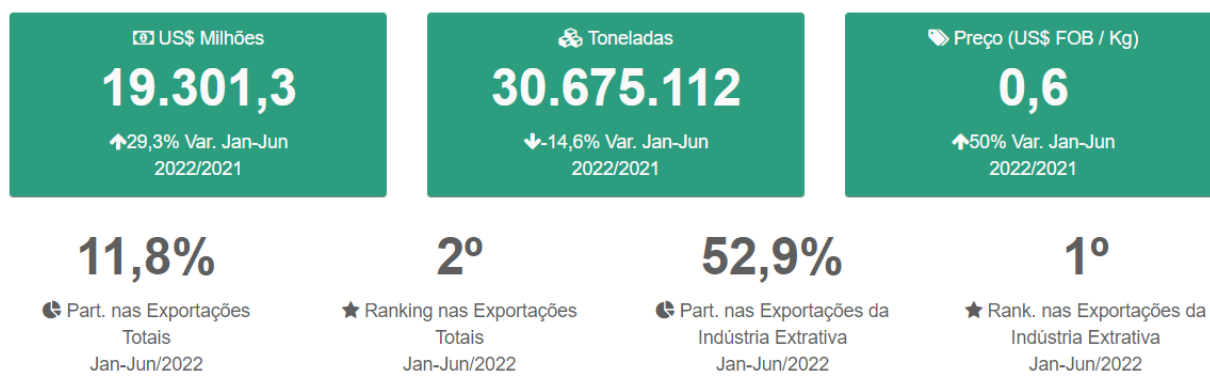 US$ Milhões
19.301,3
29,3% Var. Jan-Jun
2022/2021
Toneladas
30.675.112
-14,6% Var. Jan-Jun
2022/2021
Preço (US$ FOB / Kg)
0,6
50% Var. Jan-Jun
2022/2021
11,8%
Part. nas Exportações
Totais
Jan-Jun/2022
2º
Ranking nas Exportações
Totais
Jan-Jun/2022
52,9%
Part. nas Exportações da
Indústria Extrativa
Jan-Jun/2022
1º
Rank. nas Exportações da
Indústria Extrativa
Jan-Jun/2022